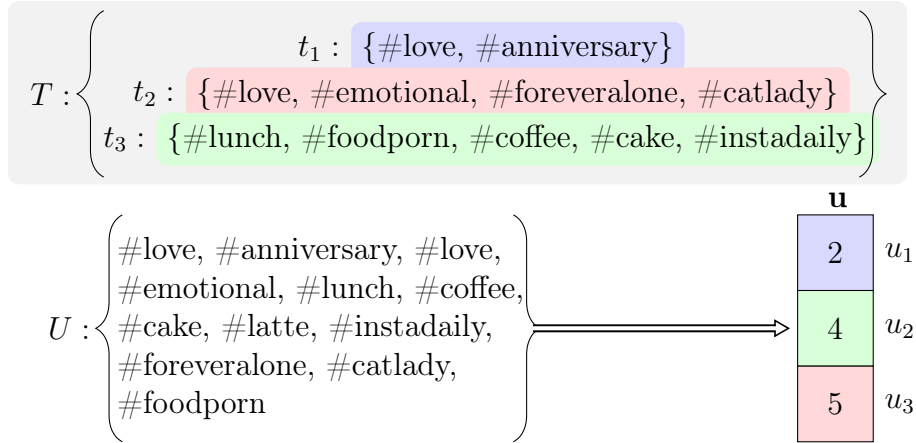 t₁ : {#love, #anniversary}
T : t₂ : {#love, #emotional, #foreveralone, #catlady}
t₃ : {#lunch, #foodporn, #coffee, #cake, #instadaily}
u
#love, #anniversary, #love,
2 u₁
#emotional, #lunch, #coffee,
U : #cake, #latte, #instadaily,
4 u₂
#foreveralone, #catlady,
#foodporn
5 u₃